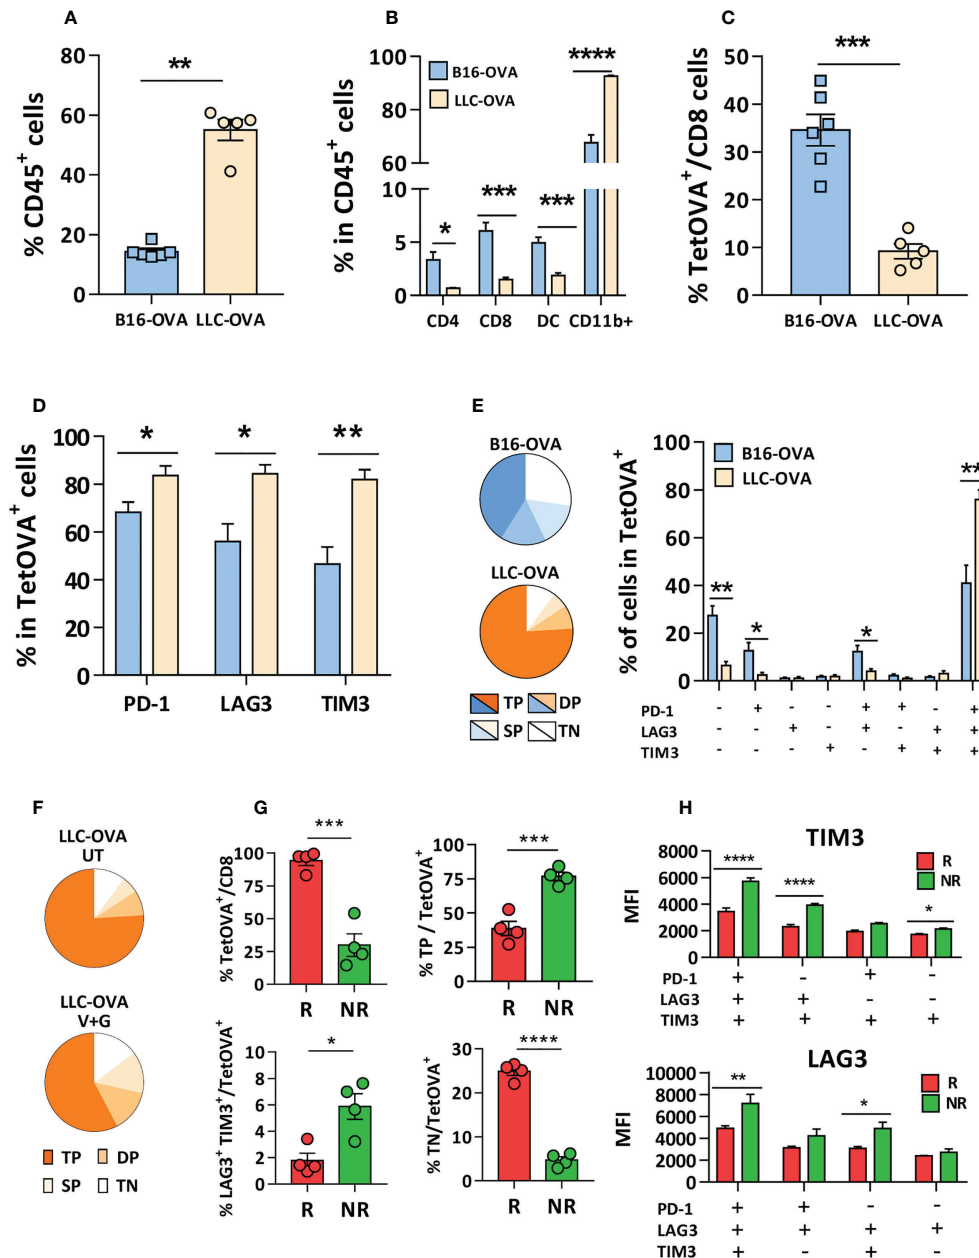 A
% CD45+ cells
80
60
40
20
0
**
B16-OVA LLC-OVA
B
% in CD45+ cells
100
80
60
10
5
0
B16-OVA
LLC-OVA
****
*
***
***
CD4 CD8 DC CD11b+
C
% TetOVA+/CD8 cells
50
40
30
20
10
0
***
B16-OVA LLC-OVA
D
% in TetOVA+ cells
100
80
60
40
20
0
* * **
PD-1 LAG3 TIM3
E
B16-OVA
LLC-OVA
TP DP
SP TN
% of cells in TetOVA+
100
80
60
40
20
0
B16-OVA
LLC-OVA
** * * **
PD-1 - + - - + + - +
LAG3 - - + - + - + +
TIM3 - - - + - + + +
F
LLC-OVA
UT
LLC-OVA
V+G
TP DP
SP TN
G
% TetOVA+/CD8
100
75
50
25
0
***
R NR
% TP / TetOVA+
100
75
50
25
0
***
R NR
% LAG3+TIM3+/TetOVA+
10
8
6
4
2
0
*
R NR
% TN/TetOVA+
30
20
10
0
****
R NR
H
TIM3
MFI
8000
6000
4000
2000
0
R
NR
**** **** *
PD-1 + - + -
LAG3 + + - -
TIM3 + + + +
LAG3
MFI
10000
8000
6000
4000
2000
0
R
NR
** *
PD-1 + + - -
LAG3 + + + +
TIM3 + - + -